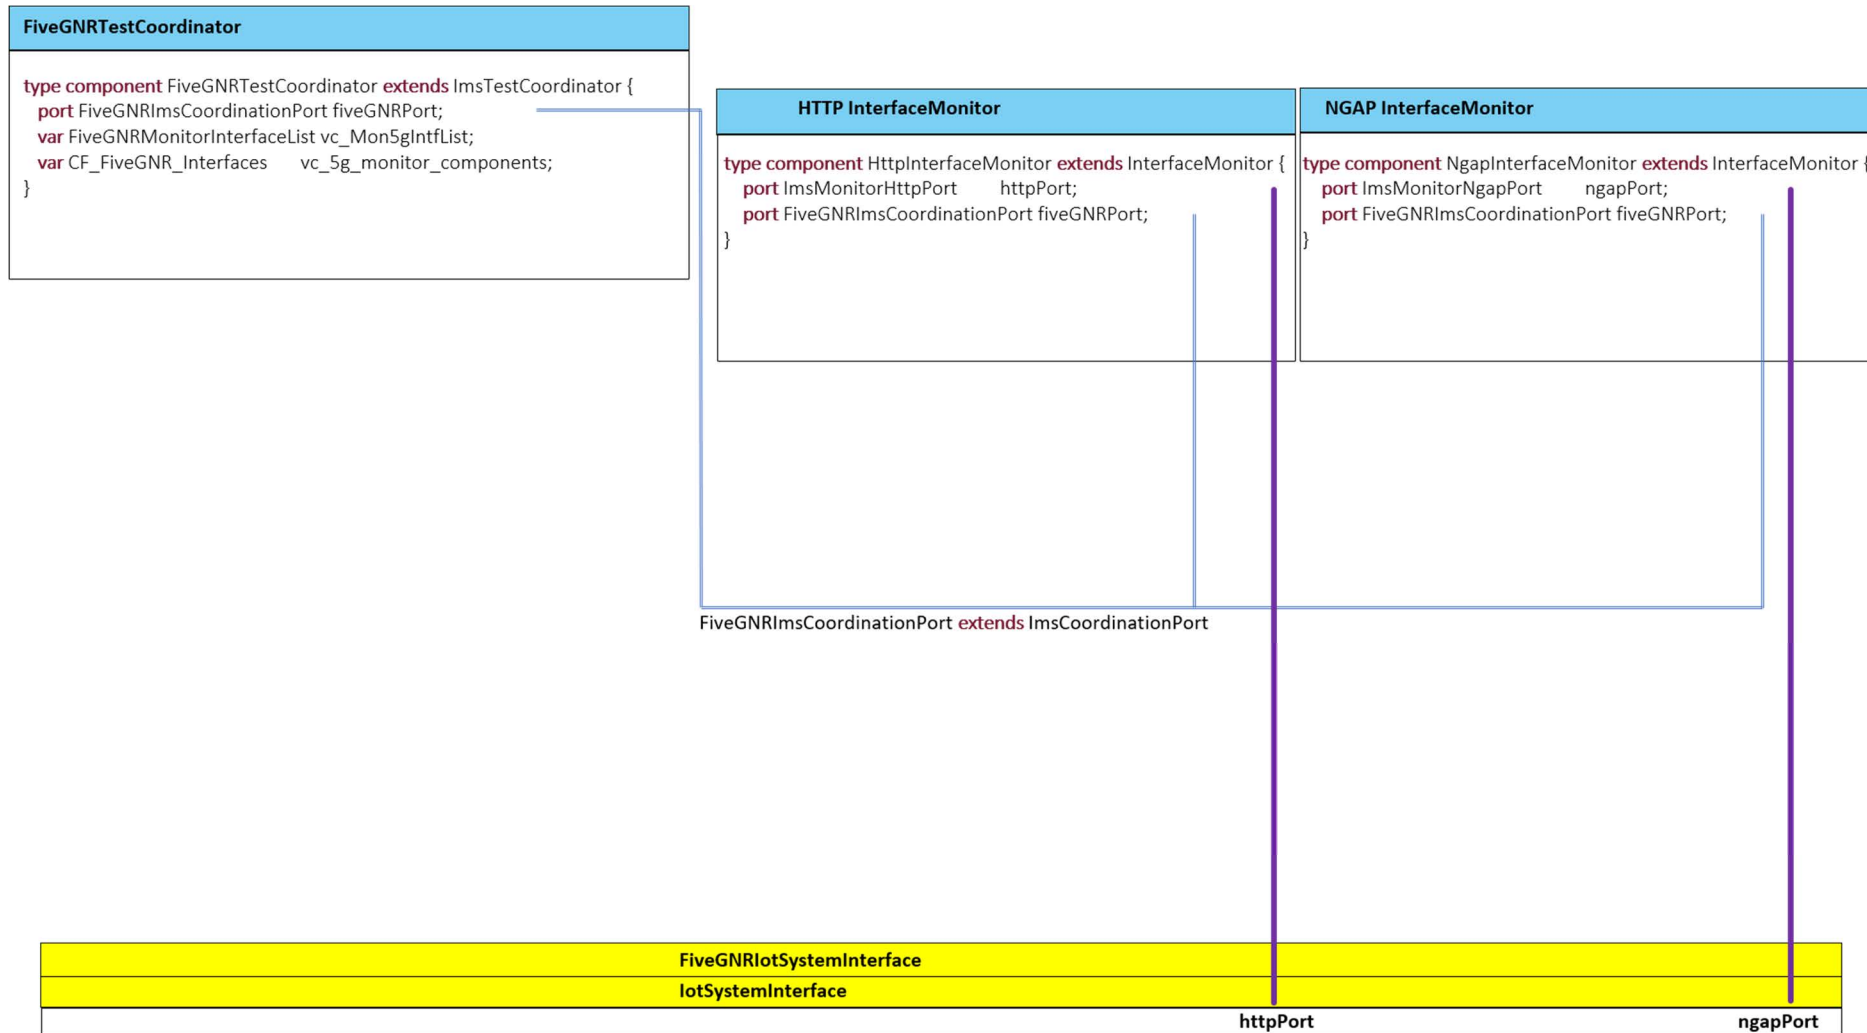 FiveGNRTestCoordinator
type component FiveGNRTestCoordinator extends ImsTestCoordinator {
port FiveGNRImsCoordinationPort fiveGNRPort;
var FiveGNRMonitorInterfaceList vc_Mon5gIntfList;
var CF_FiveGNR_Interfaces vc_5g_monitor_components;
}
HTTP InterfaceMonitor
type component HttpInterfaceMonitor extends InterfaceMonitor {
port ImsMonitorHttpPort httpPort;
port FiveGNRImsCoordinationPort fiveGNRPort;
}
NGAP InterfaceMonitor
type component NgapInterfaceMonitor extends InterfaceMonitor {
port ImsMonitorNgapPort ngapPort;
port FiveGNRImsCoordinationPort fiveGNRPort;
}
FiveGNRImsCoordinationPort extends ImsCoordinationPort
FiveGNRIotSystemInterface
IotSystemInterface
httpPort
ngapPort